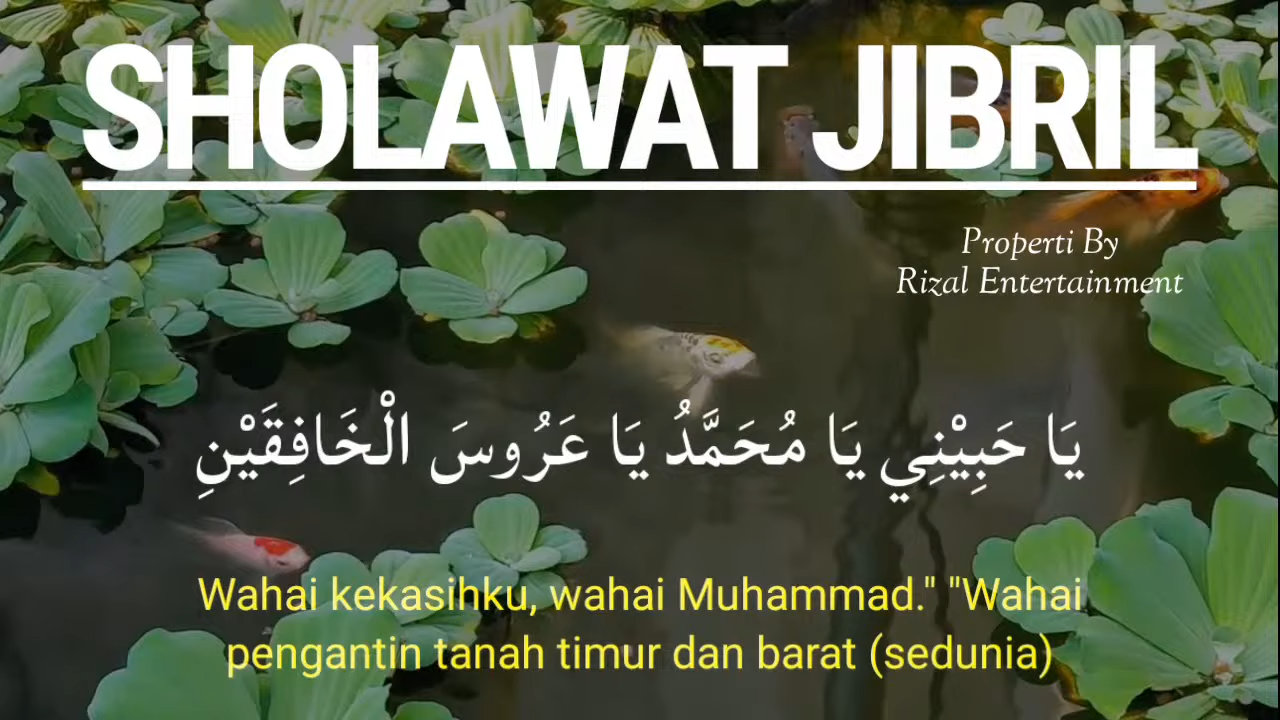 SHOLAWAT JIBRIL
Properti By
Rizal Entertainment
يَا حَبِيْنِي يَا مُحَمَّدُ يَا عَرُوسَ الْخَافِقَيْنِ
Wahai kekasihku, wahai Muhammad." "Wahai
pengantin tanah timur dan barat (sedunia)